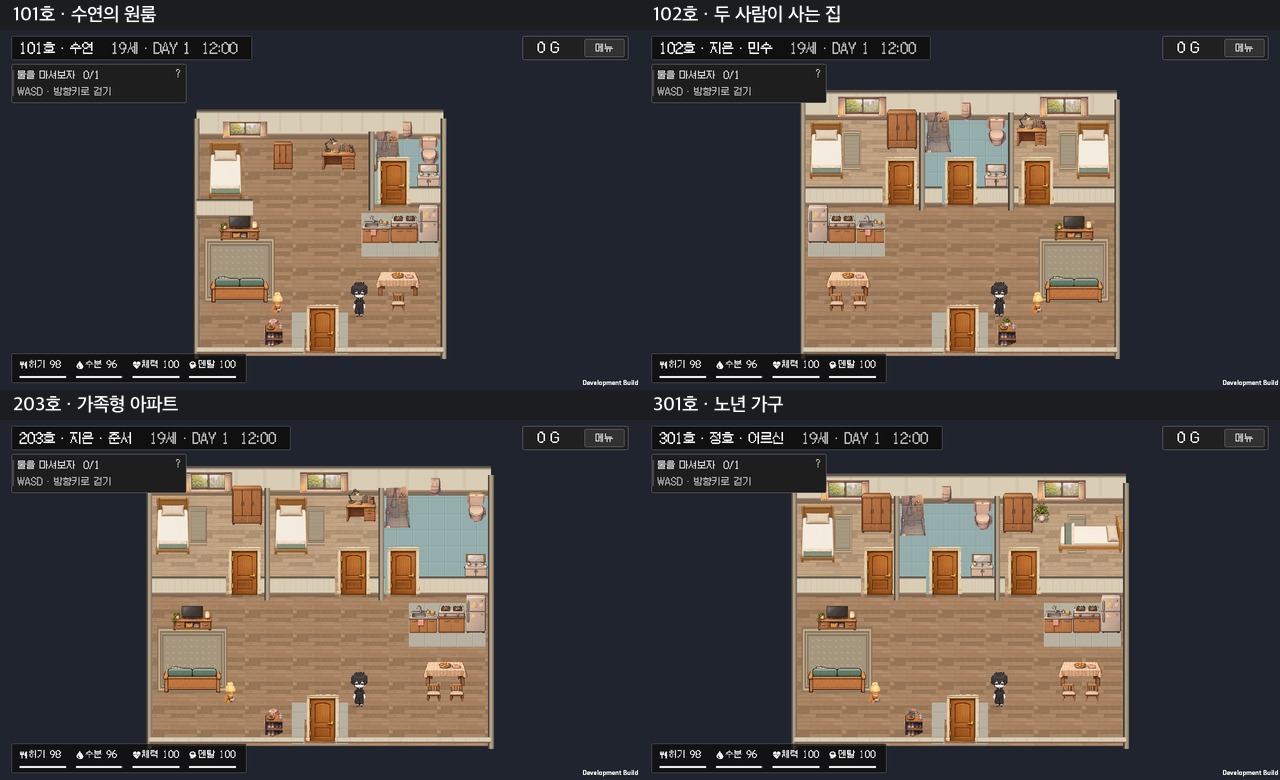 101호 · 수연의 원룸
101호 · 수연 19세 · DAY 1 12:00
0 G 메뉴
물을 마셔보자 0/1 ?
WASD · 방향키로 걷기
허기 98 수분 96 체력 100 멘탈 100
Development Build
102호 · 두 사람이 사는 집
102호 · 지은 · 민수 19세 · DAY 1 12:00
0 G 메뉴
물을 마셔보자 0/1 ?
WASD · 방향키로 걷기
허기 98 수분 96 체력 100 멘탈 100
Development Build
203호 · 가족형 아파트
203호 · 지은 · 준서 19세 · DAY 1 12:00
0 G 메뉴
물을 마셔보자 0/1 ?
WASD · 방향키로 걷기
허기 98 수분 96 체력 100 멘탈 100
Development Build
301호 · 노년 가구
301호 · 정호 · 어르신 19세 · DAY 1 12:00
0 G 메뉴
물을 마셔보자 0/1 ?
WASD · 방향키로 걷기
허기 98 수분 96 체력 100 멘탈 100
Development Build